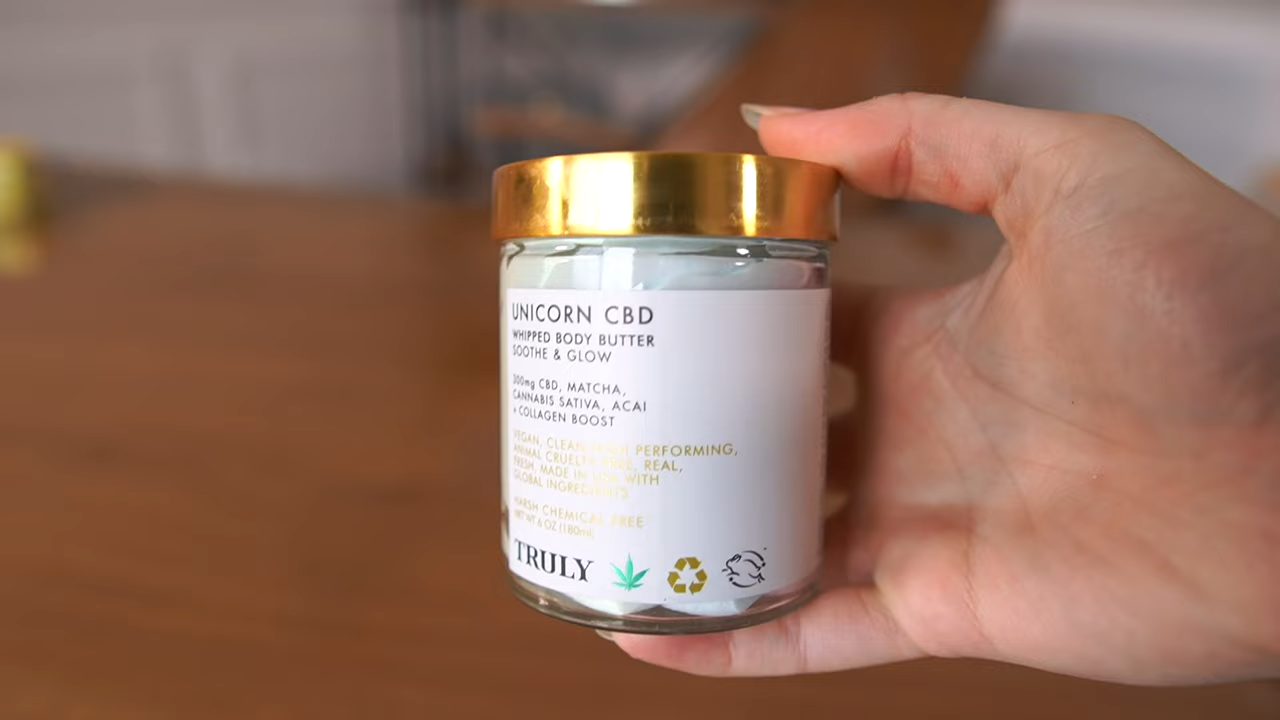 UNICORN CBD
WHIPPED BODY BUTTER
SOOTHE & GLOW
300mg CBD, MATCHA,
CANNABIS SATIVA, ACAI
+ COLLAGEN BOOST
VEGAN, CLEAN, HIGH PERFORMING,
ANIMAL CRUELTY FREE, REAL,
FRESH, MADE IN USA WITH
GLOBAL INGREDIENTS
HARSH CHEMICAL FREE
NET WT 6 OZ (180ml)
TRULY